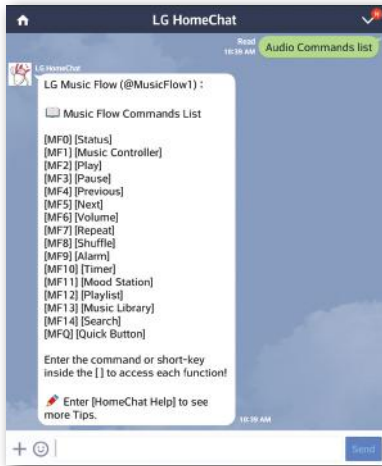 LG HomeChat
N
Read
10:39 AM
Audio Commands list
LG HomeChat
LG Music Flow (@MusicFlow1) :
Music Flow Commands List
[MF0] [Status]
[MF1] [Music Controller]
[MF2] [Play]
[MF3] [Pause]
[MF4] [Previous]
[MF5] [Next]
[MF6] [Volume]
[MF7] [Repeat]
[MF8] [Shuffle]
[MF9] [Alarm]
[MF10] [Timer]
[MF11] [Mood Station]
[MF12] [Playlist]
[MF13] [Music Library]
[MF14] [Search]
[MFQ] [Quick Button]
Enter the command or short-key
inside the [ ] to access each function!
Enter [HomeChat Help] to see
more Tips.
10:39 AM
Send